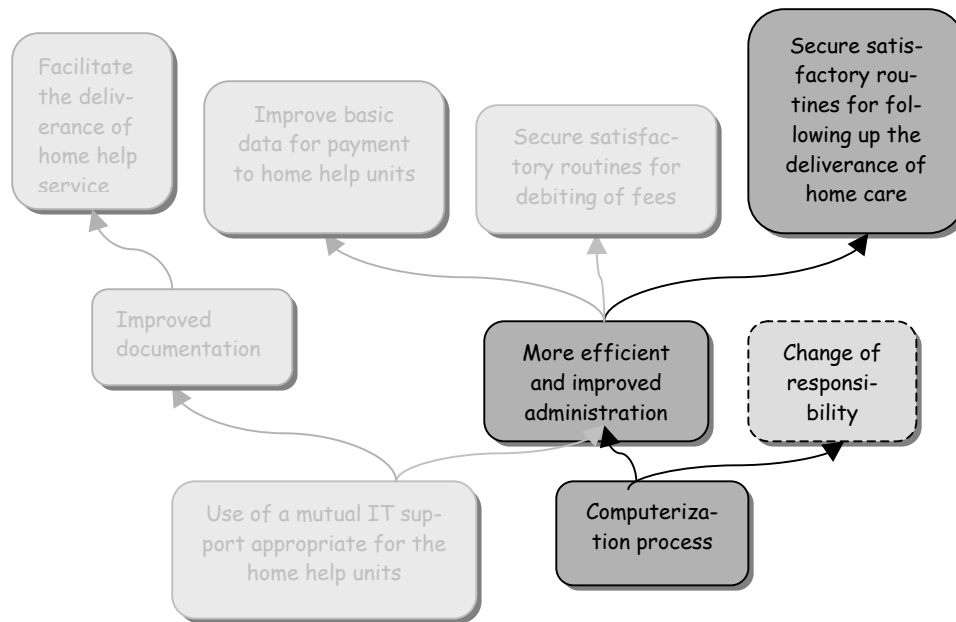 Facilitate
the deliv-
erance of
home help
service
Improve basic
data for payment
to home help units
Secure satisfac-
tory routines for
debiting of fees
Secure satis-
factory rou-
tines for fol-
lowing up the
deliverance of
home care
Improved
documentation
More efficient
and improved
administration
Change of
responsi-
bility
Use of a mutual IT sup-
port appropriate for the
home help units
Computeriza-
tion process